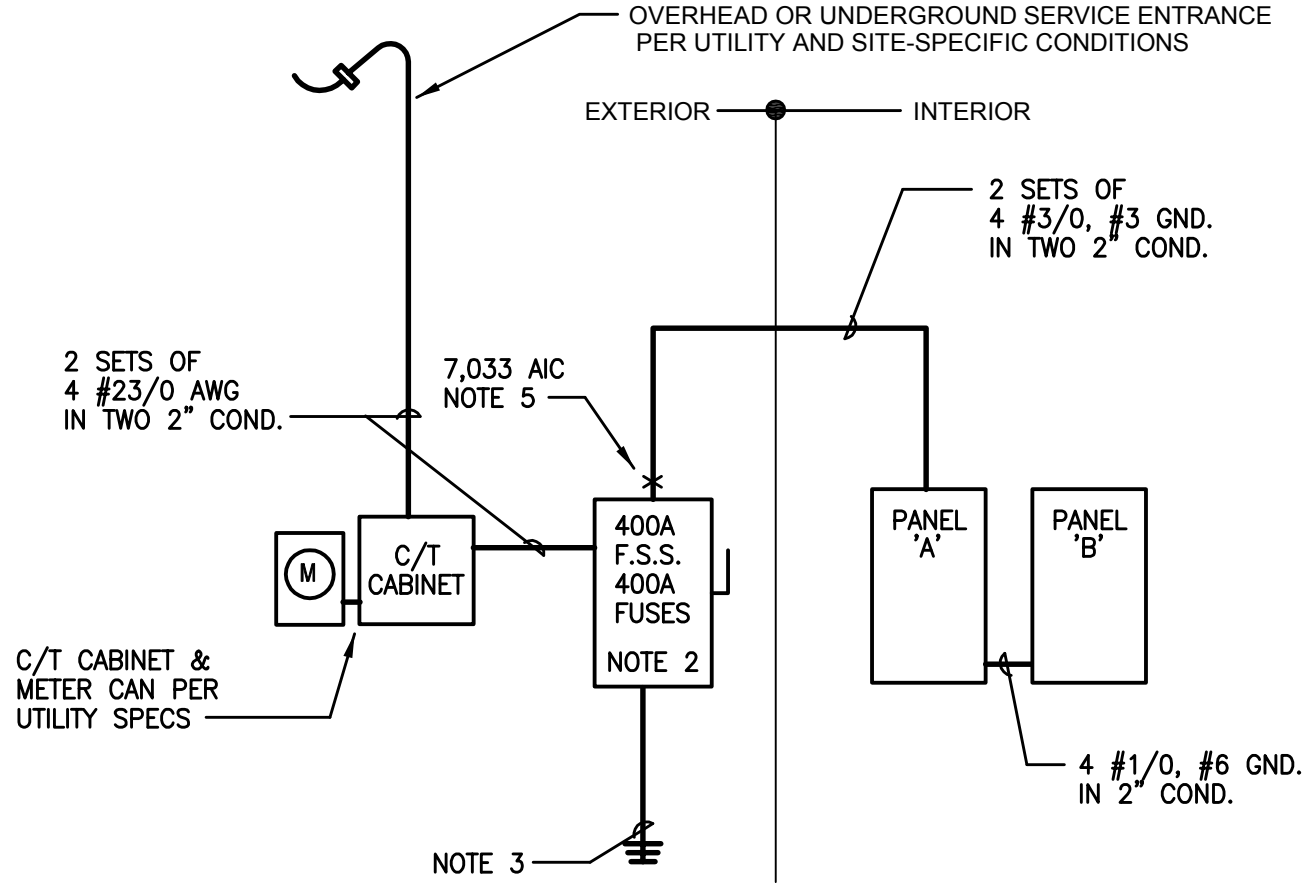 OVERHEAD OR UNDERGROUND SERVICE ENTRANCE
PER UTILITY AND SITE-SPECIFIC CONDITIONS
EXTERIOR
INTERIOR
2 SETS OF
4 #3/0, #3 GND.
IN TWO 2" COND.
2 SETS OF
4 #23/0 AWG
IN TWO 2" COND.
7,033 AIC
NOTE 5
M
C/T
CABINET
400A
F.S.S.
400A
FUSES
NOTE 2
PANEL
'A'
PANEL
'B'
C/T CABINET &
METER CAN PER
UTILITY SPECS
4 #1/0, #6 GND.
IN 2" COND.
NOTE 3